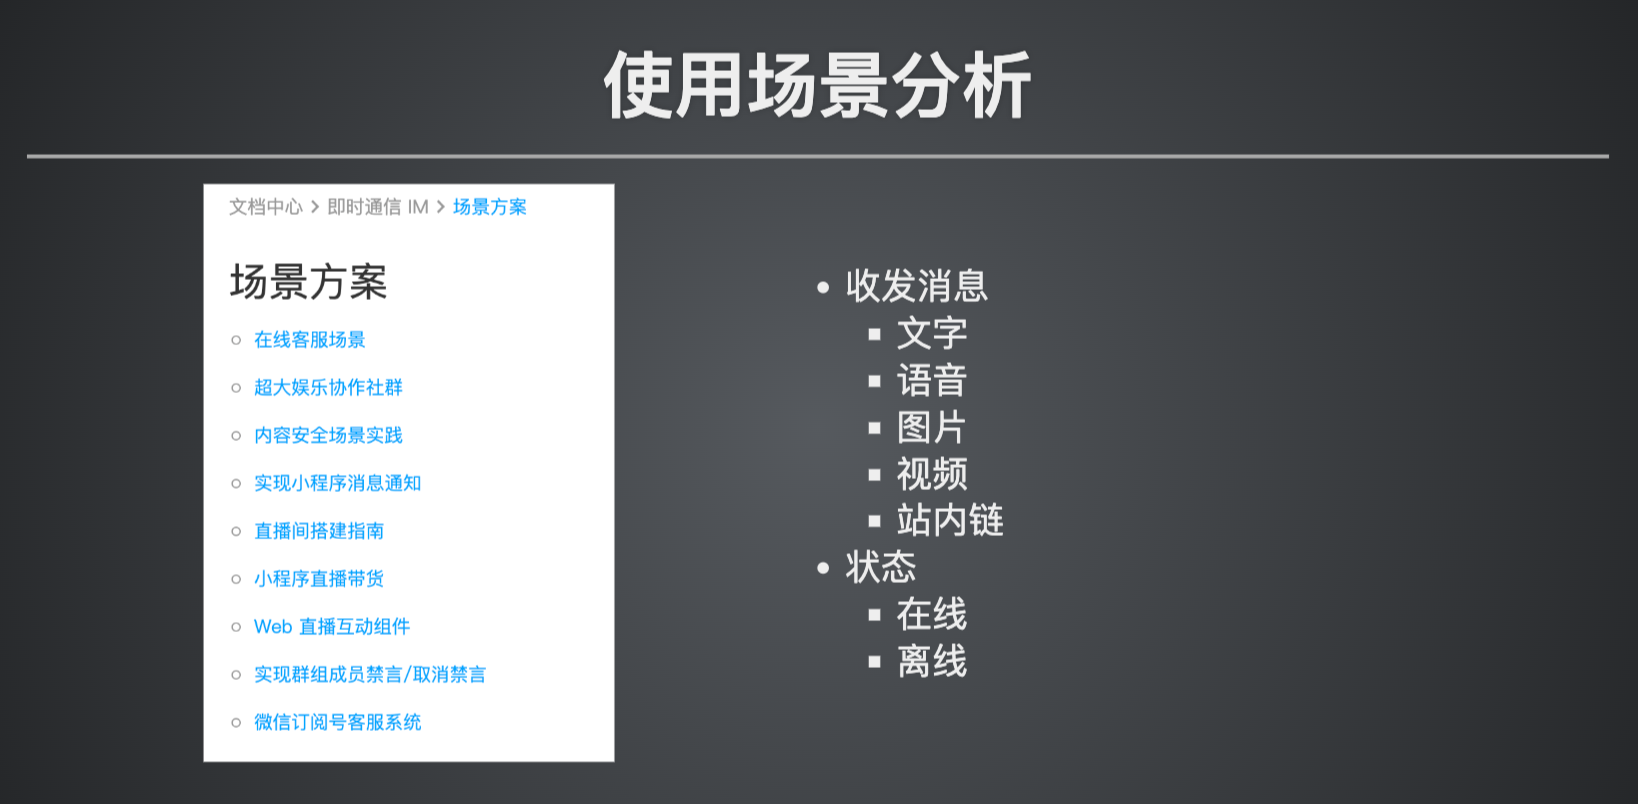 使用场景分析
文档中心 > 即时通信 IM > 场景方案
场景方案
在线客服场景
超大娱乐协作社群
内容安全场景实践
实现小程序消息通知
直播间搭建指南
小程序直播带货
Web 直播互动组件
实现群组成员禁言/取消禁言
微信订阅号客服系统
收发消息
文字
语音
图片
视频
站内链
状态
在线
离线